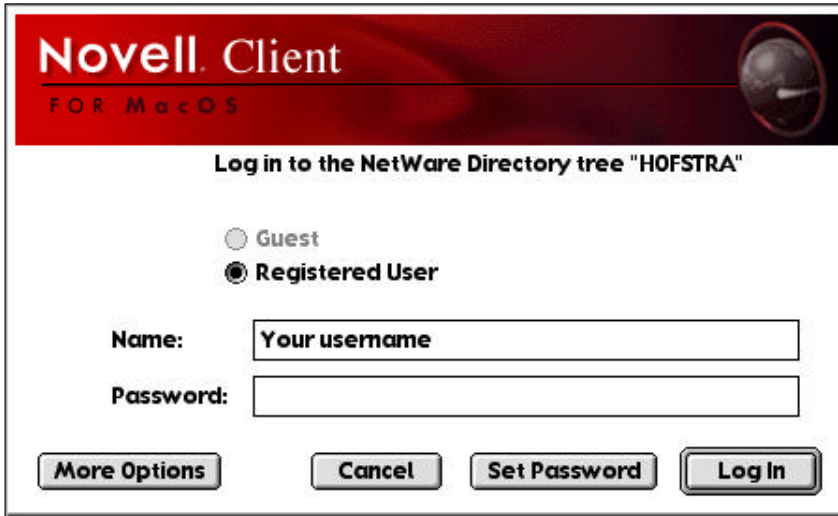 Novell. Client
FOR MacOS
Log in to the NetWare Directory tree "HOFSTRA"
Guest
Registered User
Name: Your username
Password:
More Options Cancel Set Password Log In